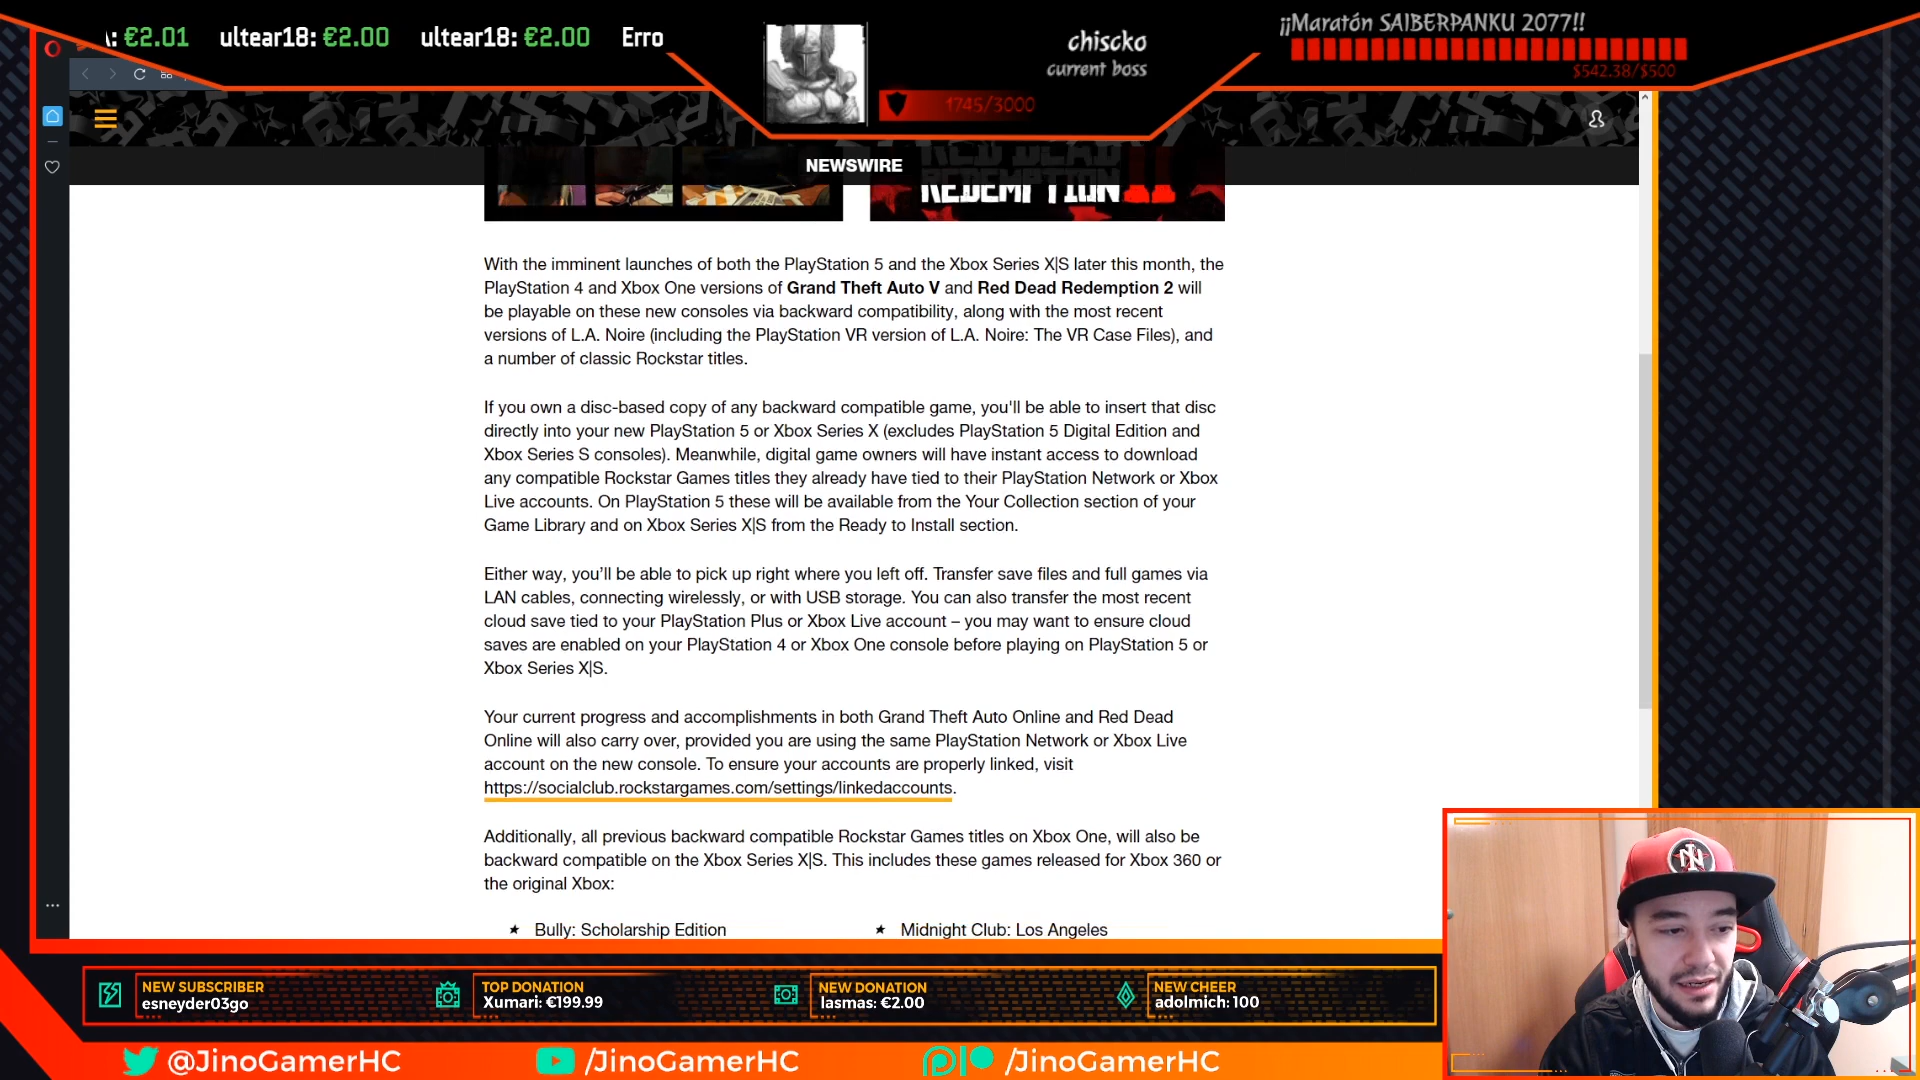 €2.01 ultear18: €2.00 ultear18: €2.00 Erro
chiscko
current boss
1745/3000
¡¡Maratón SAIBERPANKU 2077!!
$542.38/$500
NEWSWIRE
RED DEAD
REDEMPTION II
With the imminent launches of both the PlayStation 5 and the Xbox Series X|S later this month, the
PlayStation 4 and Xbox One versions of Grand Theft Auto V and Red Dead Redemption 2 will
be playable on these new consoles via backward compatibility, along with the most recent
versions of L.A. Noire (including the PlayStation VR version of L.A. Noire: The VR Case Files), and
a number of classic Rockstar titles.
If you own a disc-based copy of any backward compatible game, you'll be able to insert that disc
directly into your new PlayStation 5 or Xbox Series X (excludes PlayStation 5 Digital Edition and
Xbox Series S consoles). Meanwhile, digital game owners will have instant access to download
any compatible Rockstar Games titles they already have tied to their PlayStation Network or Xbox
Live accounts. On PlayStation 5 these will be available from the Your Collection section of your
Game Library and on Xbox Series X|S from the Ready to Install section.
Either way, you’ll be able to pick up right where you left off. Transfer save files and full games via
LAN cables, connecting wirelessly, or with USB storage. You can also transfer the most recent
cloud save tied to your PlayStation Plus or Xbox Live account – you may want to ensure cloud
saves are enabled on your PlayStation 4 or Xbox One console before playing on PlayStation 5 or
Xbox Series X|S.
Your current progress and accomplishments in both Grand Theft Auto Online and Red Dead
Online will also carry over, provided you are using the same PlayStation Network or Xbox Live
account on the new console. To ensure your accounts are properly linked, visit
https://socialclub.rockstargames.com/settings/linkedaccounts.
Additionally, all previous backward compatible Rockstar Games titles on Xbox One, will also be
backward compatible on the Xbox Series X|S. This includes these games released for Xbox 360 or
the original Xbox:
★ Bully: Scholarship Edition
★ Midnight Club: Los Angeles
NEW SUBSCRIBER
esneyder03go
TOP DONATION
Xumari: €199.99
NEW DONATION
lasmas: €2.00
NEW CHEER
adolmich: 100
@JinoGamerHC
/JinoGamerHC
/JinoGamerHC